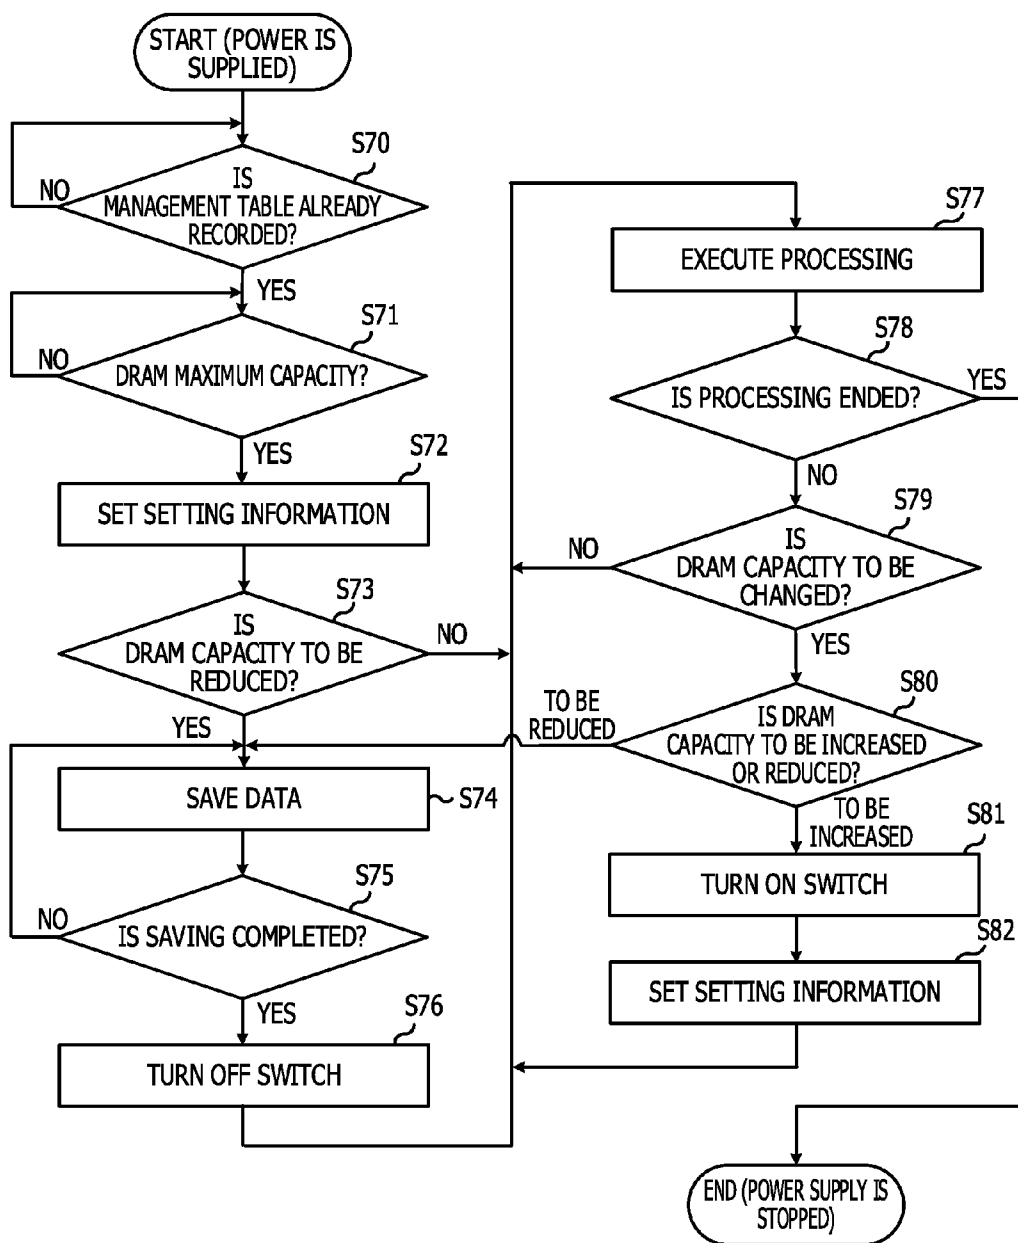 START (POWER IS
SUPPLIED)
S70
IS
MANAGEMENT TABLE ALREADY
RECORDED?
NO
YES
S71
DRAM MAXIMUM CAPACITY?
NO
YES
S72
SET SETTING INFORMATION
S73
IS
DRAM CAPACITY TO BE
REDUCED?
NO
YES
SAVE DATA
S74
S75
IS SAVING COMPLETED?
NO
YES
S76
TURN OFF SWITCH
S77
EXECUTE PROCESSING
S78
IS PROCESSING ENDED?
YES
NO
S79
IS
DRAM CAPACITY TO BE
CHANGED?
NO
YES
S80
IS DRAM
CAPACITY TO BE INCREASED
OR REDUCED?
TO BE
REDUCED
TO BE
INCREASED
S81
TURN ON SWITCH
S82
SET SETTING INFORMATION
END (POWER SUPPLY IS
STOPPED)